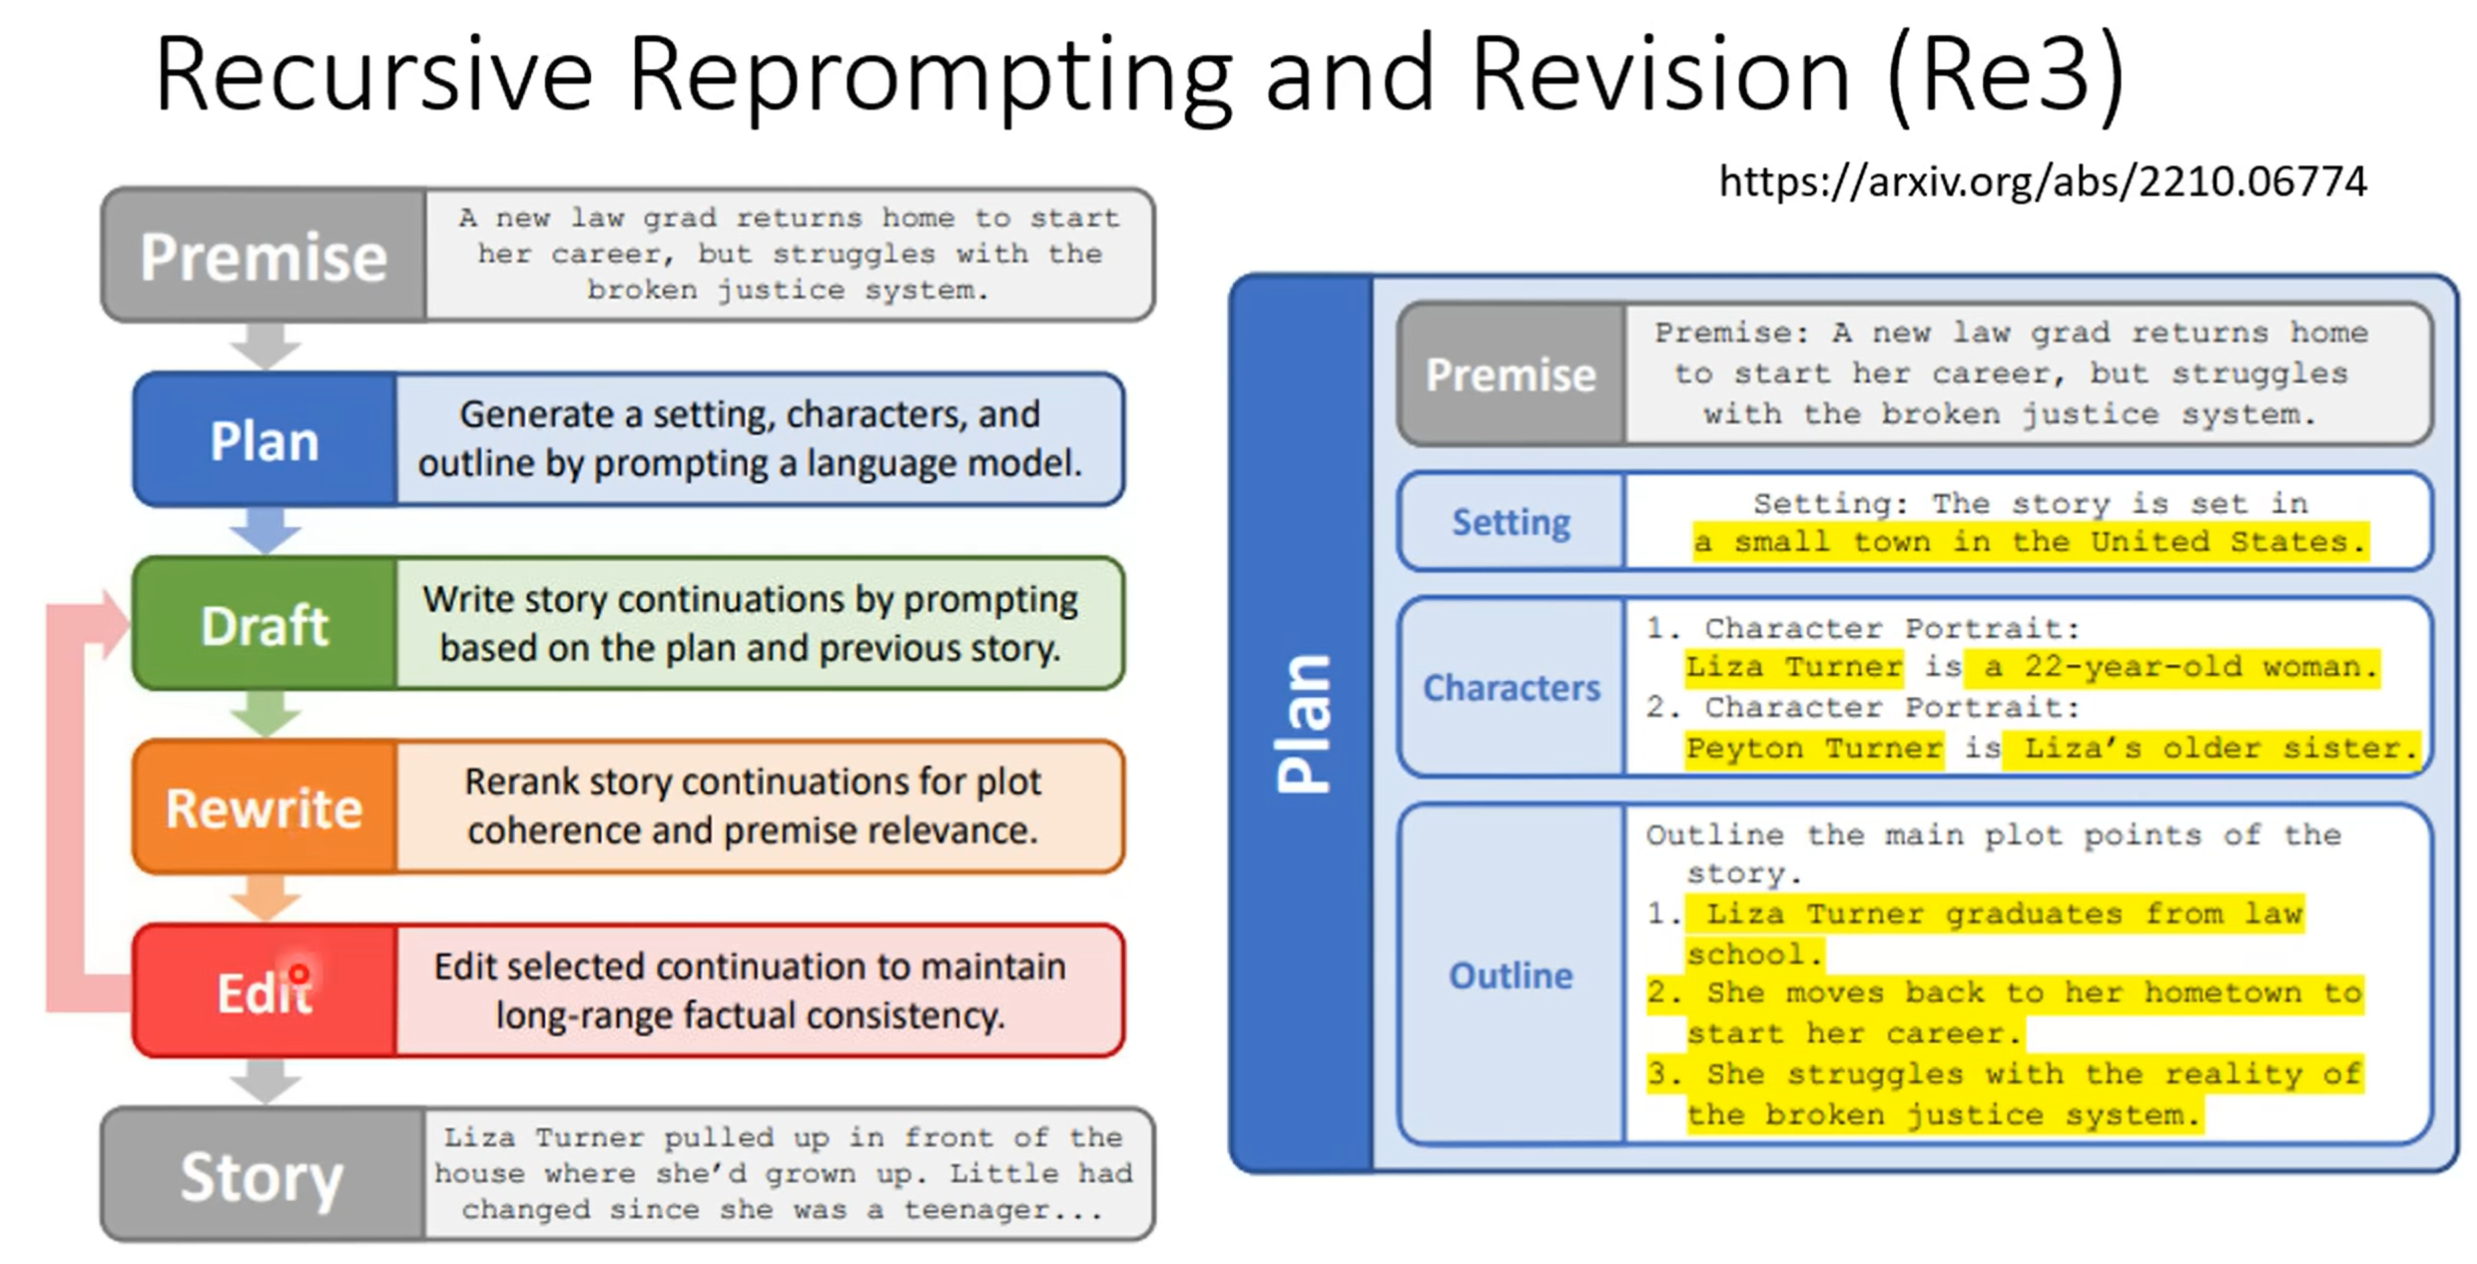 Recursive Reprompting and Revision (Re3)
https://arxiv.org/abs/2210.06774
Premise
A new law grad returns home to start
her career, but struggles with the
broken justice system.
Plan
Generate a setting, characters, and
outline by prompting a language model.
Draft
Write story continuations by prompting
based on the plan and previous story.
Rewrite
Rerank story continuations for plot
coherence and premise relevance.
Edit
Edit selected continuation to maintain
long-range factual consistency.
Story
Liza Turner pulled up in front of the
house where she'd grown up. Little had
changed since she was a teenager...
Plan
Premise
Premise: A new law grad returns home
to start her career, but struggles
with the broken justice system.
Setting
Setting: The story is set in
a small town in the United States.
Characters
1. Character Portrait:
Liza Turner is a 22-year-old woman.
2. Character Portrait:
Peyton Turner is Liza's older sister.
Outline
Outline the main plot points of the
story.
1. Liza Turner graduates from law
school.
2. She moves back to her hometown to
start her career.
3. She struggles with the reality of
the broken justice system.